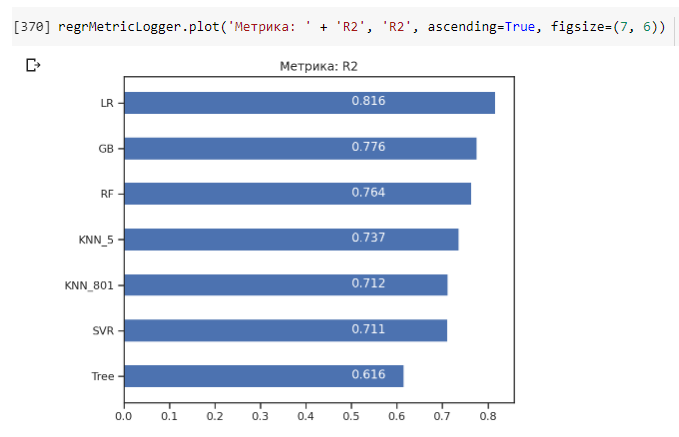 [370] regrMetricLogger.plot('Метрика: ' + 'R2', 'R2', ascending=True, figsize=(7, 6))
Метрика: R2
LR 0.816
GB 0.776
RF 0.764
KNN_5 0.737
KNN_801 0.712
SVR 0.711
Tree 0.616
0.0 0.1 0.2 0.3 0.4 0.5 0.6 0.7 0.8